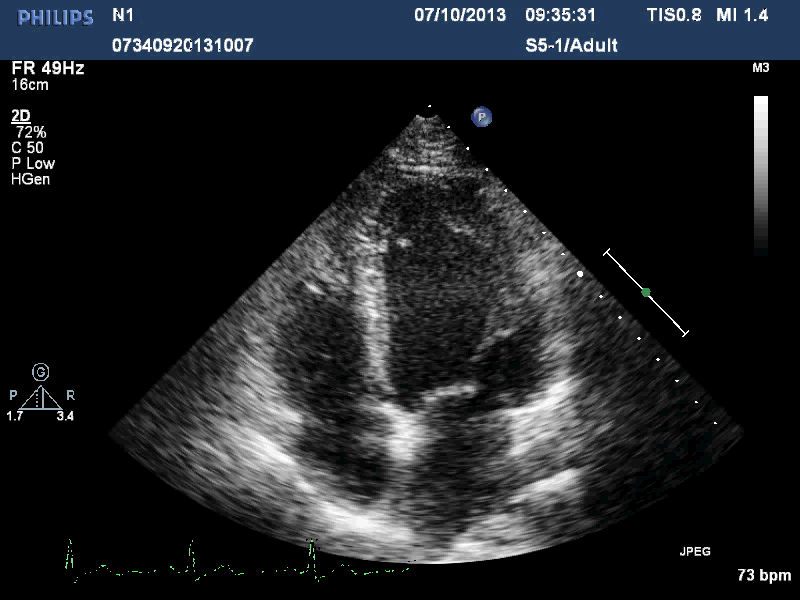 PHILIPS N1 07/10/2013 09:35:31 TIS0.8 MI 1.4
07340920131007 S5-1/Adult
FR 49Hz
16cm
M3
2D
72%
C 50
P Low
HGen
P
G
P R
1.7 3.4
JPEG
73 bpm